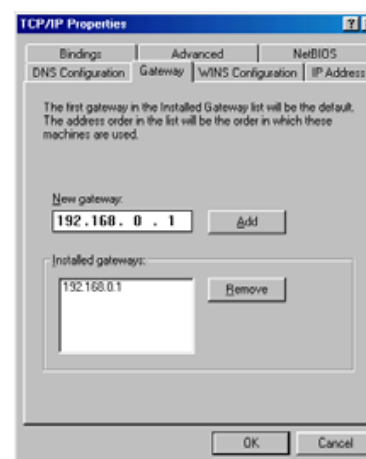 TCP/IP Properties
Bindings Advanced NetBIOS
DNS Configuration Gateway WINS Configuration IP Address
The first gateway in the Installed Gateway list will be the default.
The address order in the list will be the order in which these
machines are used.
New gateway:
192.168. 0 . 1 Add
Installed gateways:
192.168.0.1 Remove
OK Cancel